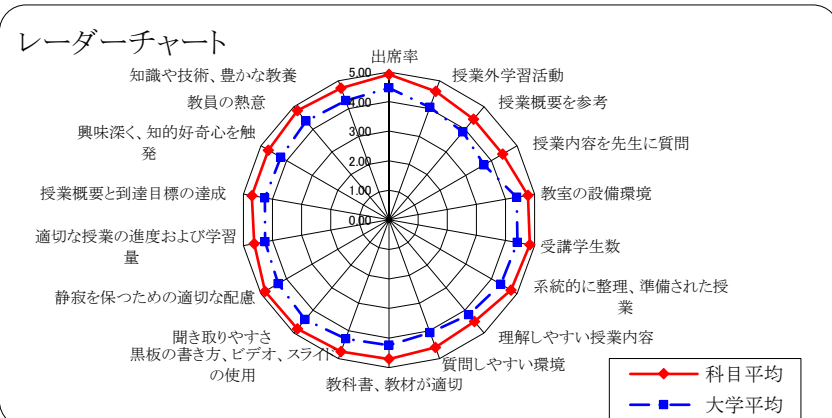 レーダーチャート
出席率
授業外学習活動
授業概要を参考
授業内容を先生に質問
教室の設備環境
受講学生数
系統的に整理、準備された授
業
理解しやすい授業内容
質問しやすい環境
教科書、教材が適切
黒板の書き方、ビデオ、スライド
の使用
聞き取りやすさ
静寂を保つための適切な配慮
適切な授業の進度および学習
量
授業概要と到達目標の達成
興味深く、知的好奇心を触
発
教員の熱意
知識や技術、豊かな教養
5.00
4.00
3.00
2.00
1.00
0.00
科目平均
大学平均